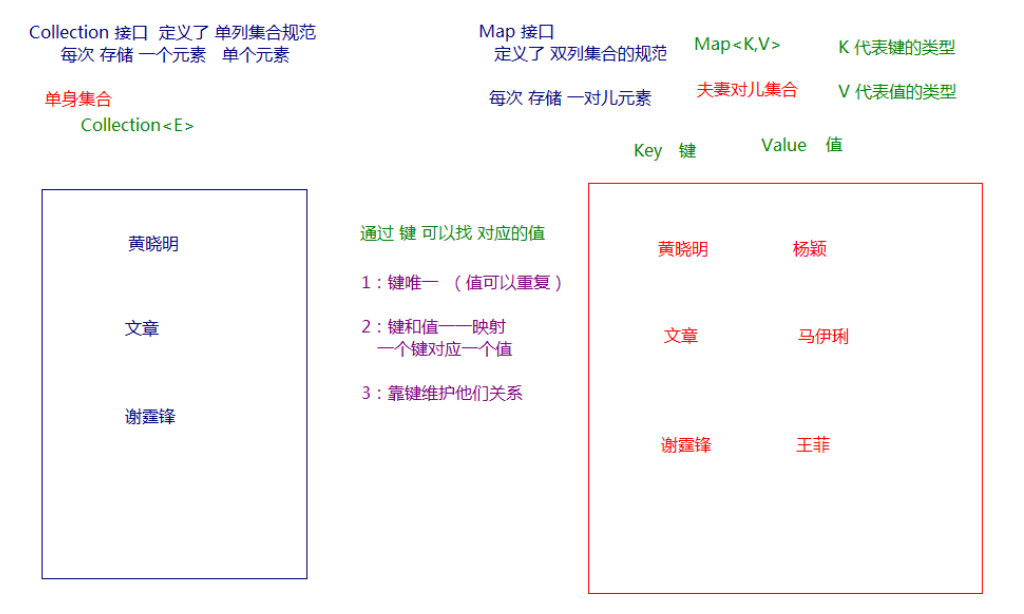 Collection 接口 定义了 单列集合规范
每次 存储 一个元素 单个元素
单身集合
Collection<E>
黄晓明
文章
谢霆锋
通过 键 可以找 对应的值
1：键唯一 （值可以重复）
2：键和值一一映射
一个键对应一个值
3：靠键维护他们关系
Map 接口
定义了 双列集合的规范
Map<K,V>
K 代表键的类型
每次 存储 一对儿元素
夫妻对儿集合
V 代表值的类型
Key 键
Value 值
黄晓明 杨颖
文章 马伊琍
谢霆锋 王菲